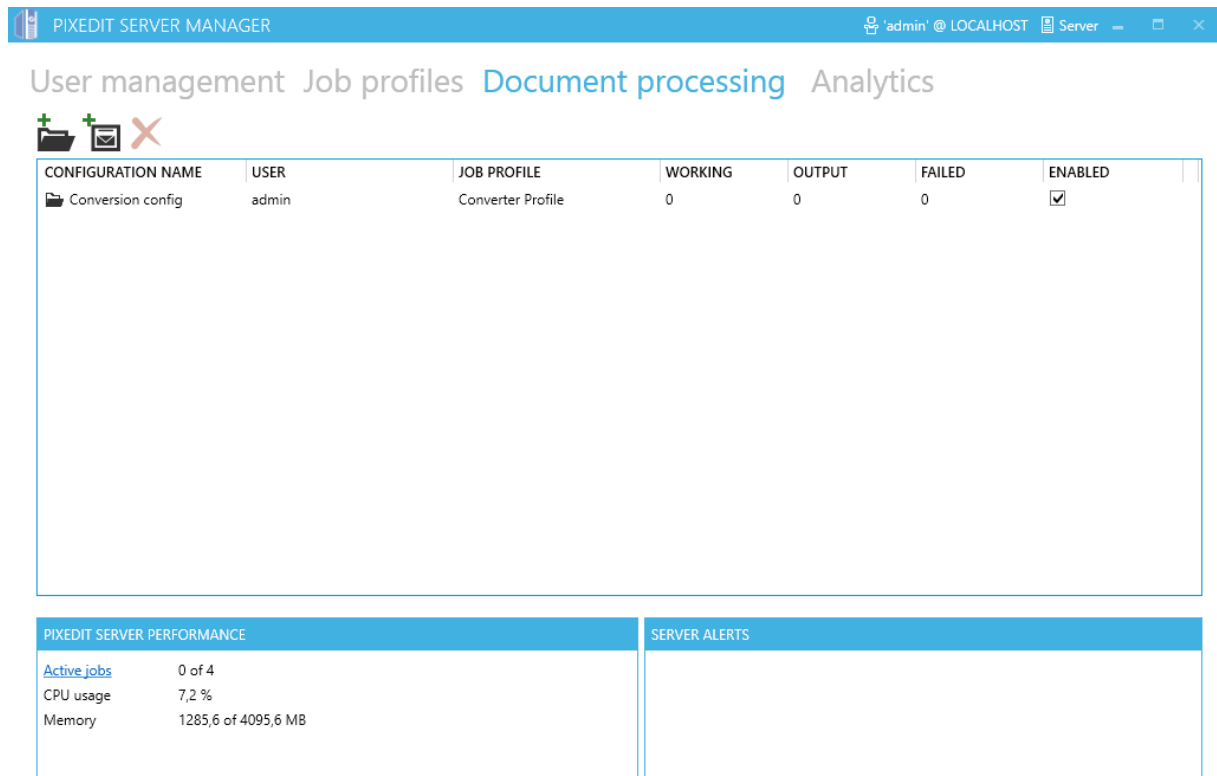 PIXEDIT SERVER MANAGER 'admin' @ LOCALHOST Server
User management Job profiles Document processing Analytics
CONFIGURATION NAME USER JOB PROFILE WORKING OUTPUT FAILED ENABLED
Conversion config admin Converter Profile 0 0 0
PIXEDIT SERVER PERFORMANCE SERVER ALERTS
Active jobs 0 of 4
CPU usage 7,2 %
Memory 1285,6 of 4095,6 MB